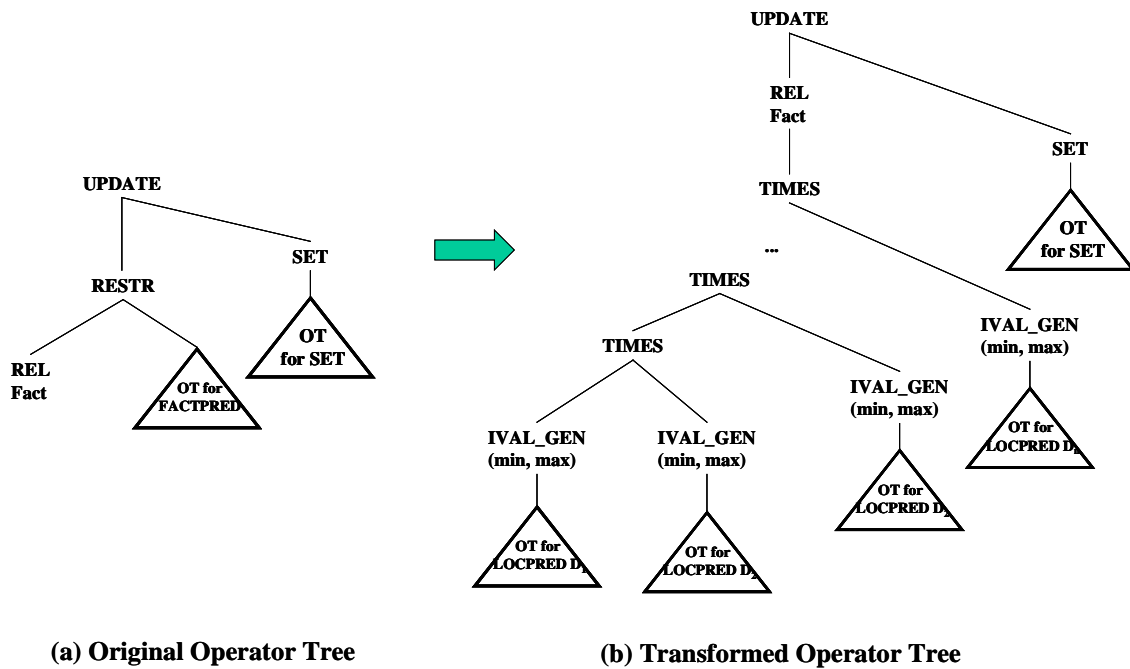 UPDATE
RESTR
SET
OT
for SET
REL
Fact
OT for
FACTPRED
(a) Original Operator Tree
UPDATE
REL
Fact
SET
OT
for SET
TIMES
...
TIMES
IVAL_GEN
(min, max)
OT for
LOCPRED D
TIMES
IVAL_GEN
(min, max)
OT for
LOCPRED D
IVAL_GEN
(min, max)
OT for
LOCPRED D₁
IVAL_GEN
(min, max)
OT for
LOCPRED D₂
(b) Transformed Operator Tree